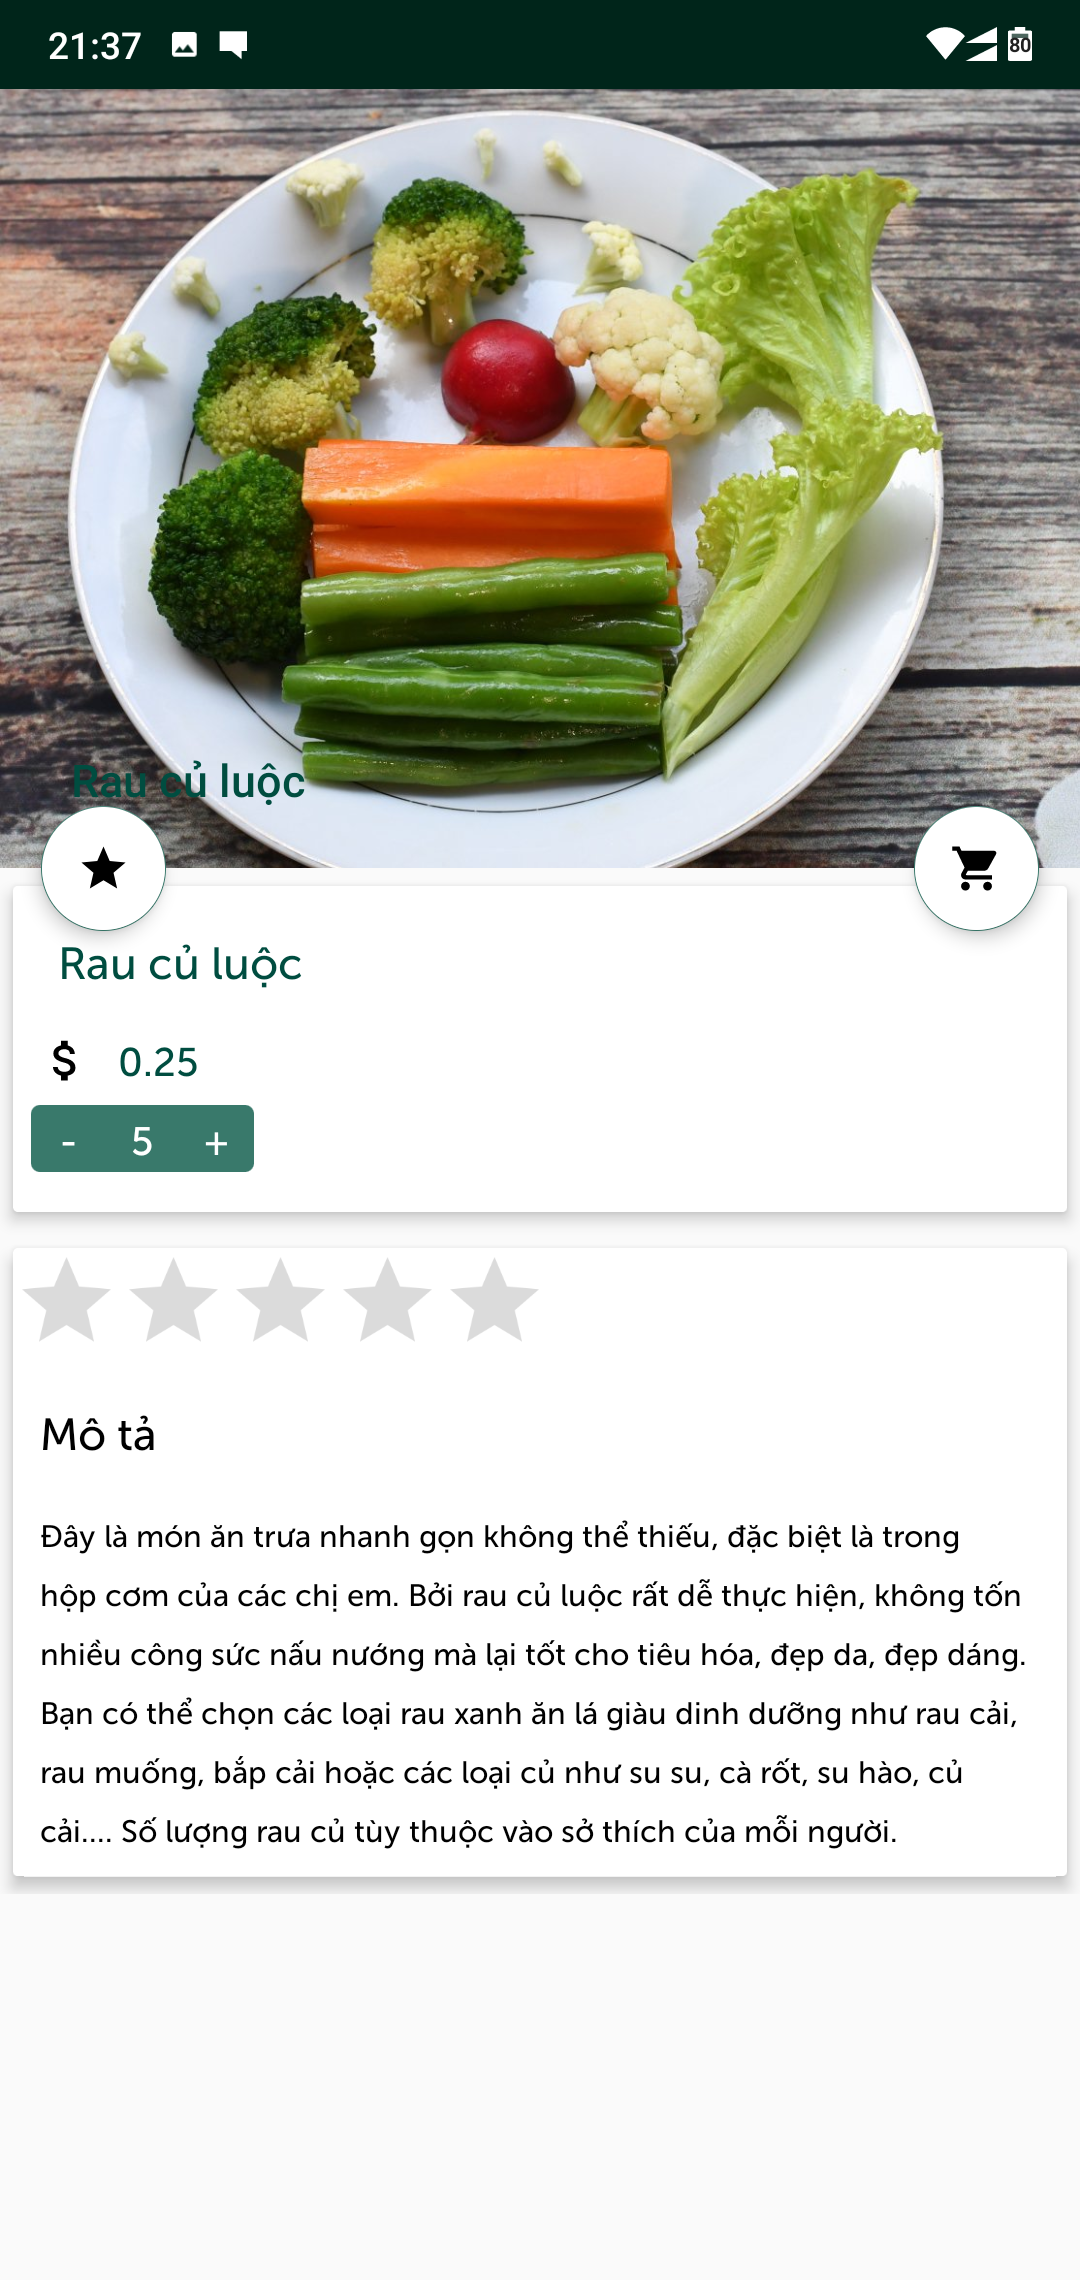 21:37
80
Rau củ luộc
Rau củ luộc
$ 0.25
- 5 +
Mô tả
Đây là món ăn trưa nhanh gọn không thể thiếu, đặc biệt là trong
hộp cơm của các chị em. Bởi rau củ luộc rất dễ thực hiện, không tốn
nhiều công sức nấu nướng mà lại tốt cho tiêu hóa, đẹp da, đẹp dáng.
Bạn có thể chọn các loại rau xanh ăn lá giàu dinh dưỡng như rau cải,
rau muống, bắp cải hoặc các loại củ như su su, cà rốt, su hào, củ
cải.... Số lượng rau củ tùy thuộc vào sở thích của mỗi người.